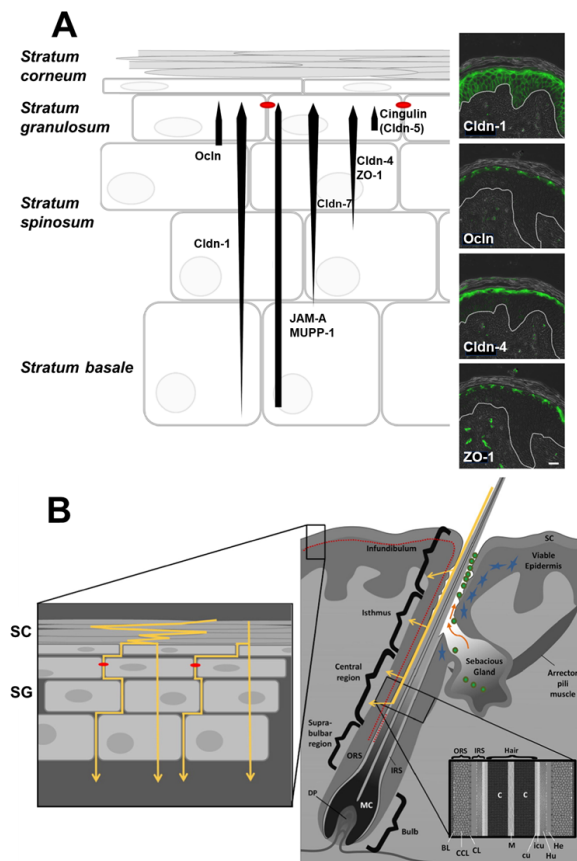 A
Stratum
corneum
Stratum
granulosum
Stratum
spinosum
Stratum basale
Ocln
Cldn-1
JAM-A
MUPP-1
Cldn-7
Cldn-4
ZO-1
Cingulin
(Cldn-5)
Cldn-1
Ocln
Cldn-4
ZO-1
B
SC
SG
Infundibulum
Isthmus
Central
region
Supra-
bulbar
region
ORS
IRS
MC
DP
Bulb
SC
Viable
Epidermis
Sebacious
Gland
Arrector
pili
muscle
ORS IRS Hair
C C
BL
CCL
CL
M
cu
icu
Hu
He